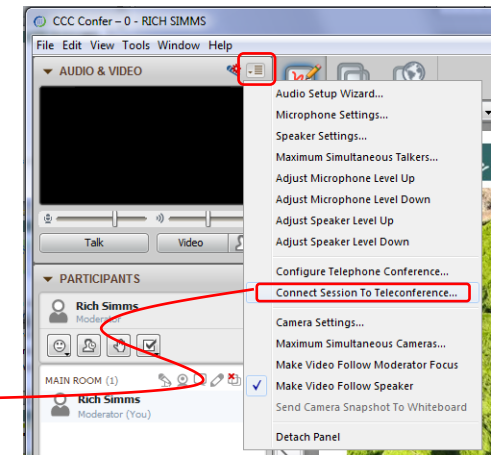 CCC Confer – 0 - RICH SIMMS
File Edit View Tools Window Help
AUDIO & VIDEO
Talk
Video
PARTICIPANTS
Rich Simms
Moderator
MAIN ROOM (1)
Rich Simms
Moderator (You)
Audio Setup Wizard...
Microphone Settings...
Speaker Settings...
Maximum Simultaneous Talkers...
Adjust Microphone Level Up
Adjust Microphone Level Down
Adjust Speaker Level Up
Adjust Speaker Level Down
Configure Telephone Conference...
Connect Session To Teleconference...
Camera Settings...
Maximum Simultaneous Cameras...
Make Video Follow Moderator Focus
Make Video Follow Speaker
Send Camera Snapshot To Whiteboard
Detach Panel